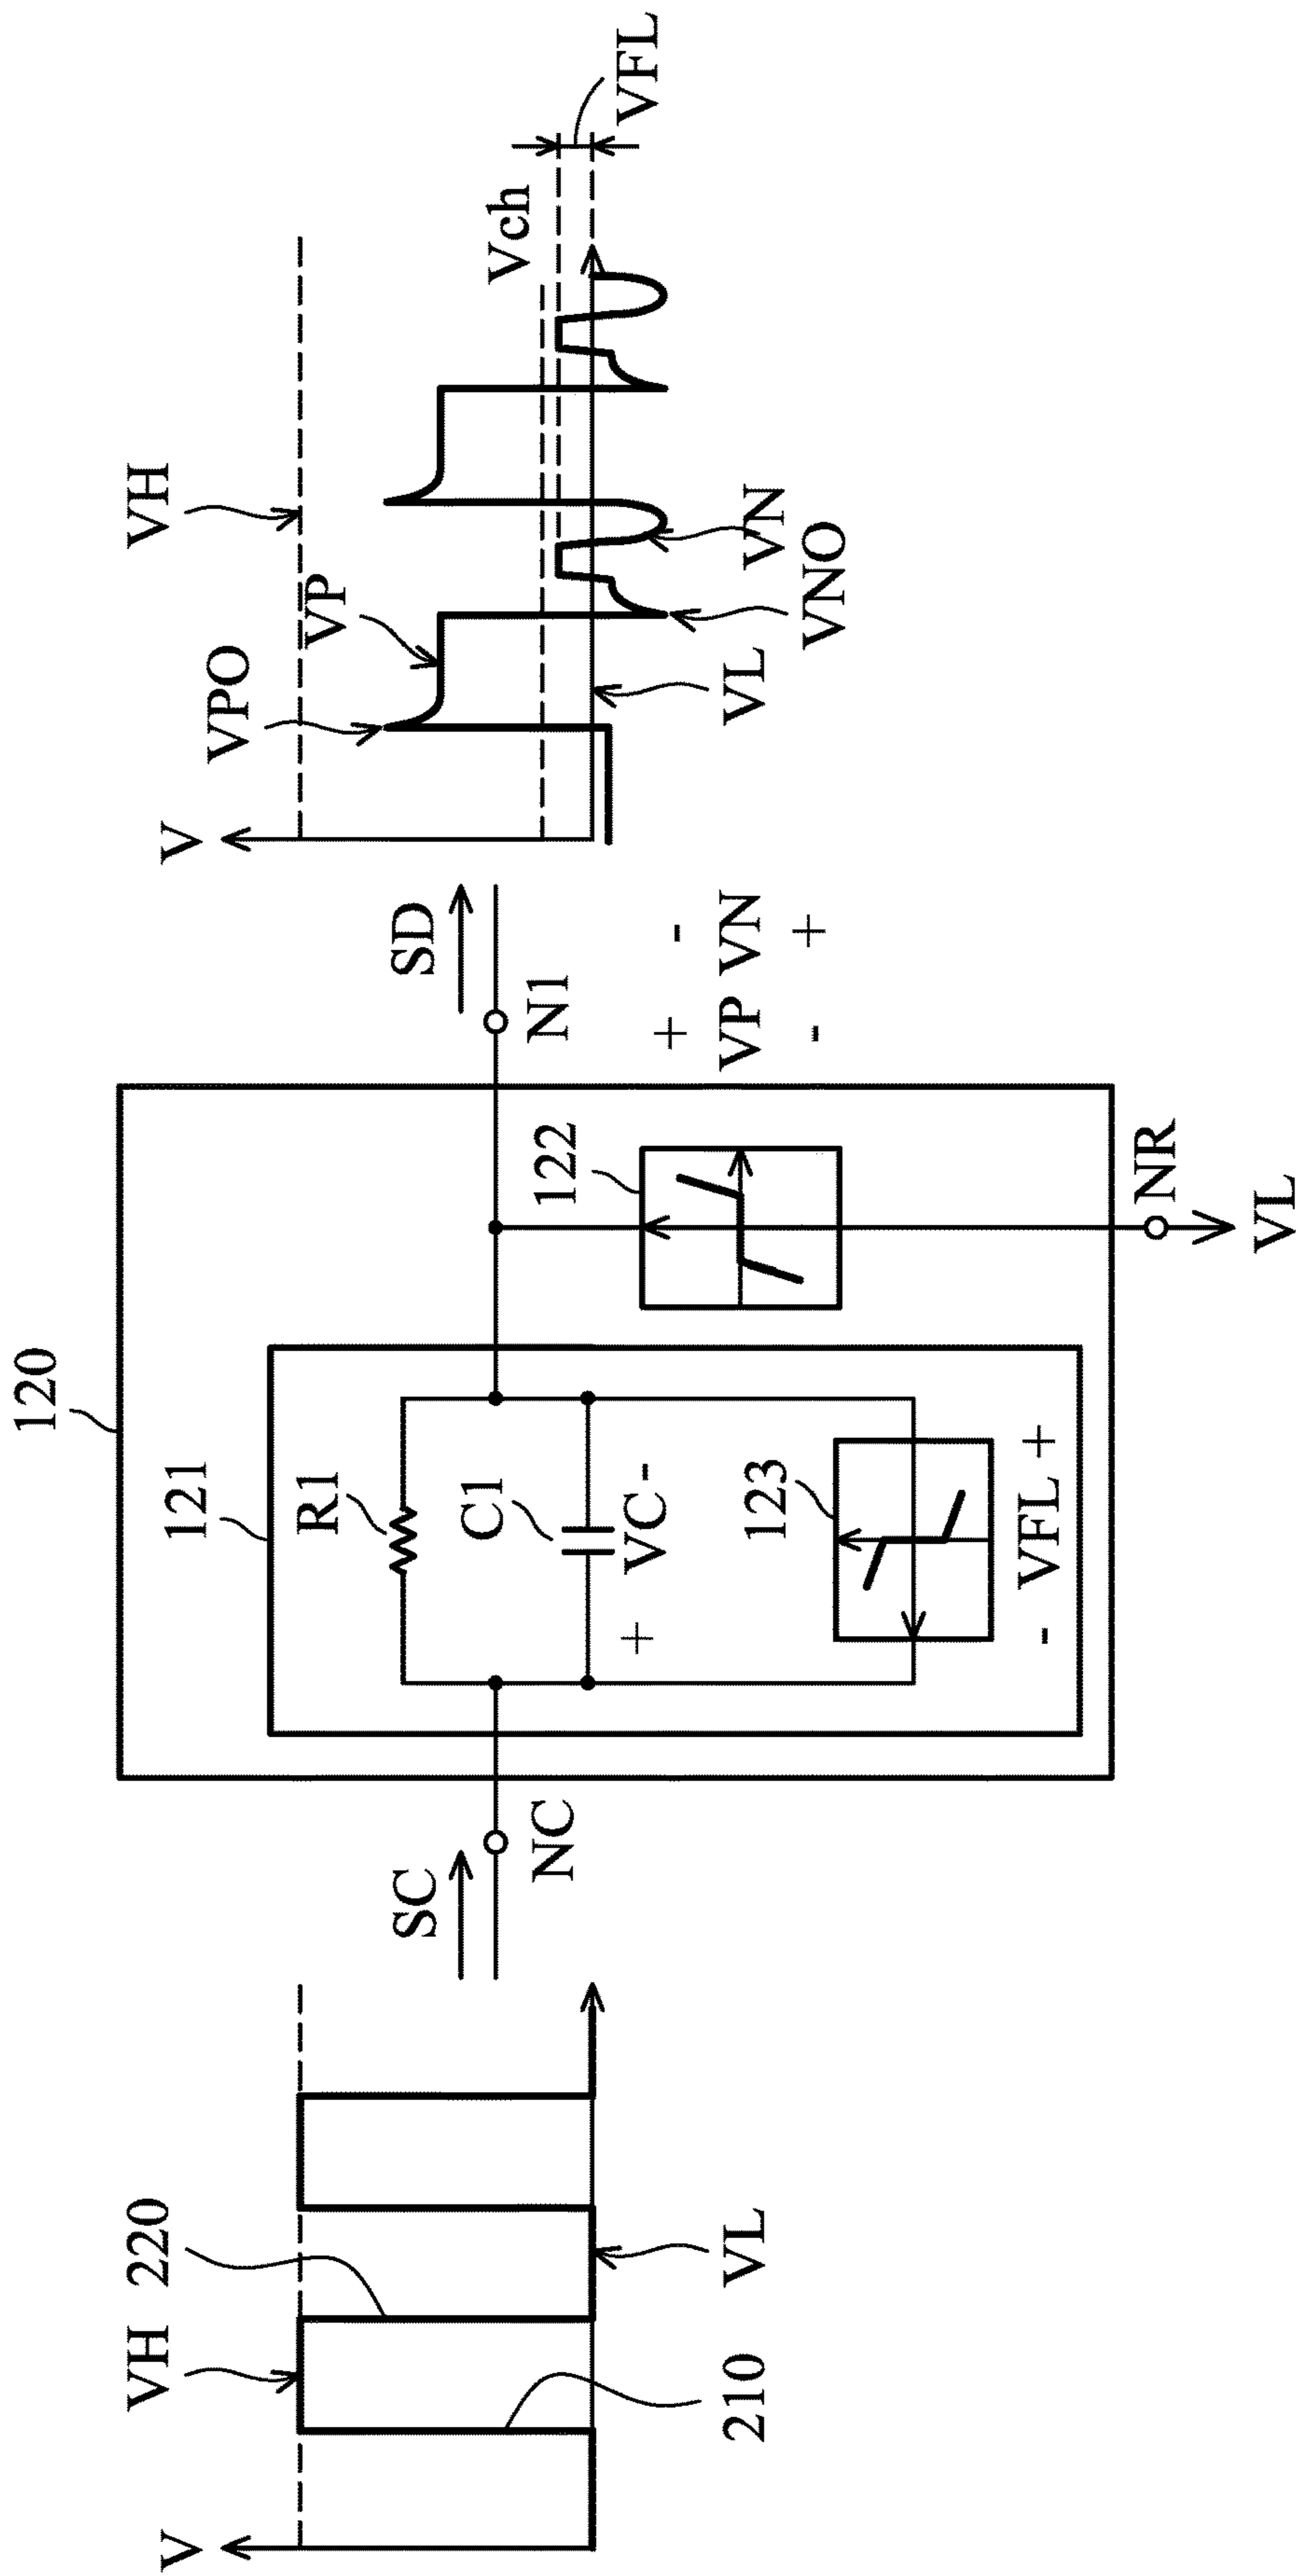 V
VH
220
210
VL
SC
NC
120
121
R1
C1
+ VC -
123
- VFL +
122
NR
VL
SD
N1
+ -
VP VN
- +
V
VPO
VP
VH
VL
VNO
VN
Vch
VFL